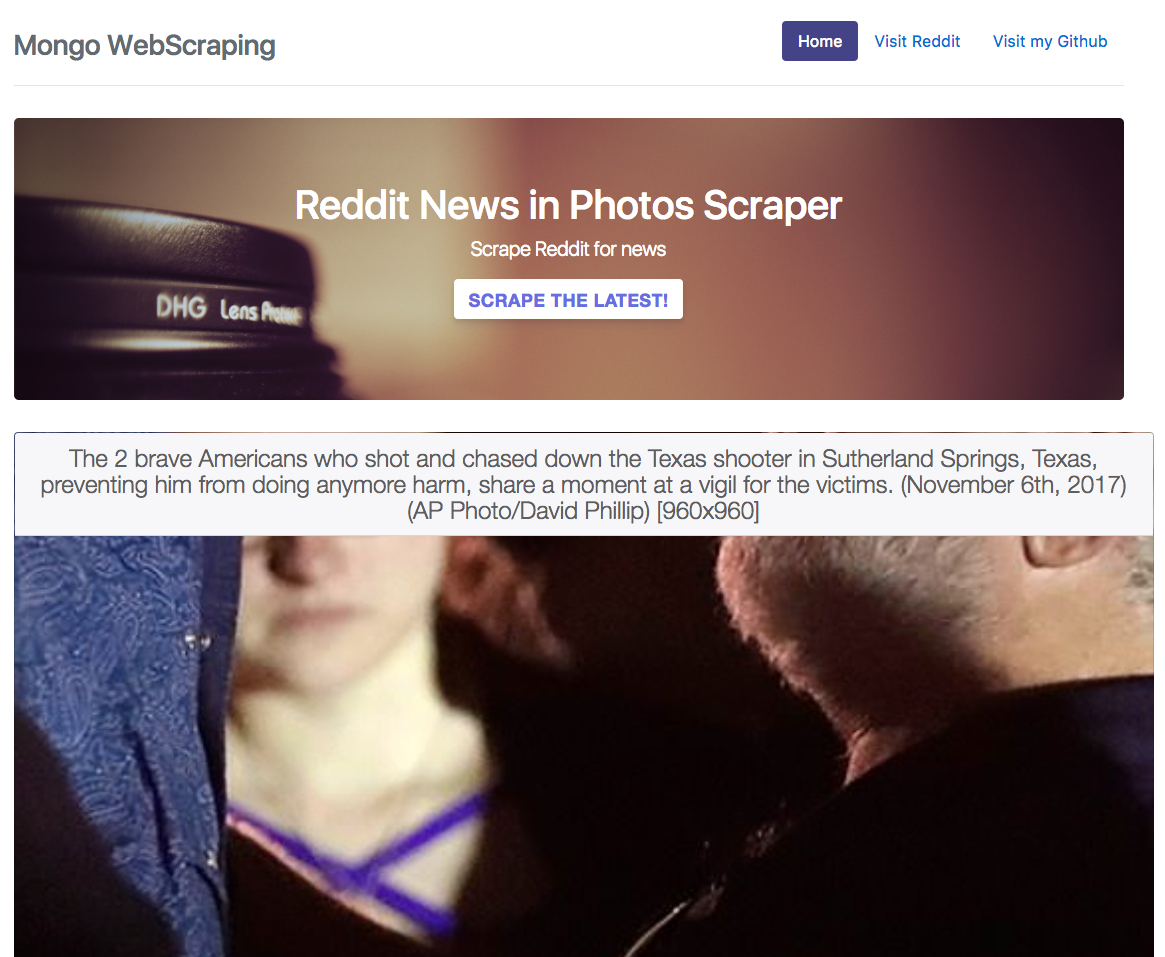 Mongo WebScraping
Home
Visit Reddit
Visit my Github
Reddit News in Photos Scraper
Scrape Reddit for news
SCRAPE THE LATEST!
DHG Lens Protect
The 2 brave Americans who shot and chased down the Texas shooter in Sutherland Springs, Texas,
preventing him from doing anymore harm, share a moment at a vigil for the victims. (November 6th, 2017)
(AP Photo/David Phillip) [960x960]